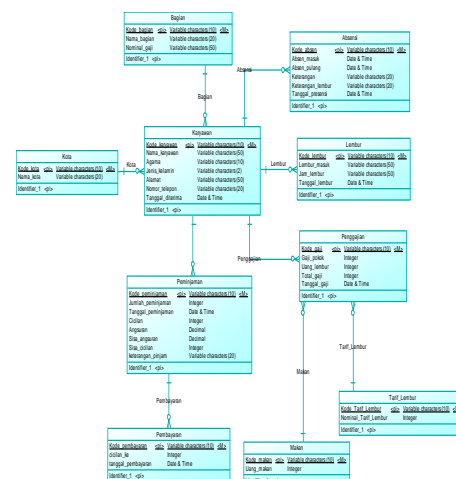 Bagian
Kode_bagian <pi> Variable characters (10) <M>
Nama_bagian Variable characters (20)
Nominal_gaji Variable characters (50)
Identifier_1 <pi>
Absensi
Kode_absen <pi> Variable characters (10) <M>
Absen_masuk Date & Time
Absen_pulang Date & Time
Keterangan Variable characters (20)
Keterangan_lembur Variable characters (20)
Tanggal_presensi Date & Time
Identifier_1 <pi>
Absensi
Bagian
Karyawan
Kode_karyawan <pi> Variable characters (10) <M>
Nama_karyawan Variable characters (50)
Agama Variable characters (10)
Jenis_kelamin Variable characters (2)
Alamat Variable characters (50)
Nomor_telepon Variable characters (20)
Tanggal_diterima Date & Time
Identifier_1 <pi>
Kota
Kode_kota <pi> Variable characters (10) <M>
Nama_kota Variable characters (20)
Identifier_1 <pi>
Kota
Lembur
Lembur
Kode_lembur <pi> Variable characters (10) <M>
Lembur_masuk Variable characters (50)
Jam_lembur Variable characters (50)
Tanggal_lembur Date & Time
Identifier_1 <pi>
Penggajian
Kode_gaji <pi> Variable characters (10) <M>
Gaji_pokok Integer
Uang_lembur Integer
Total_gaji Integer
Tanggal_gaji Date & Time
Identifier_1 <pi>
Penggajian
Peminjaman
Kode_peminjaman <pi> Variable characters (10) <M>
Jumlah_peminjaman Integer
Tanggal_peminjaman Date & Time
Cicilan Integer
Angsuran Decimal
Sisa_angsuran Decimal
Sisa_cicilan Integer
keterangan_pinjam Variable characters (20)
Identifier_1 <pi>
Tarif_Lembur
Makan
Pembayaran
Tarif_Lembur
Kode_Tarif_Lembur <pi> Variable characters (10)
Nominal_Tarif_Lembur Integer
Identifier_1 <pi>
Pembayaran
Kode_pembayaran <pi> Variable characters (10) <M>
cicilan_ke Integer
tanggal_pembayaran Date & Time
Identifier_1 <pi>
Makan
Kode_makan <pi> Variable characters (10) <M>
Uang_makan Integer